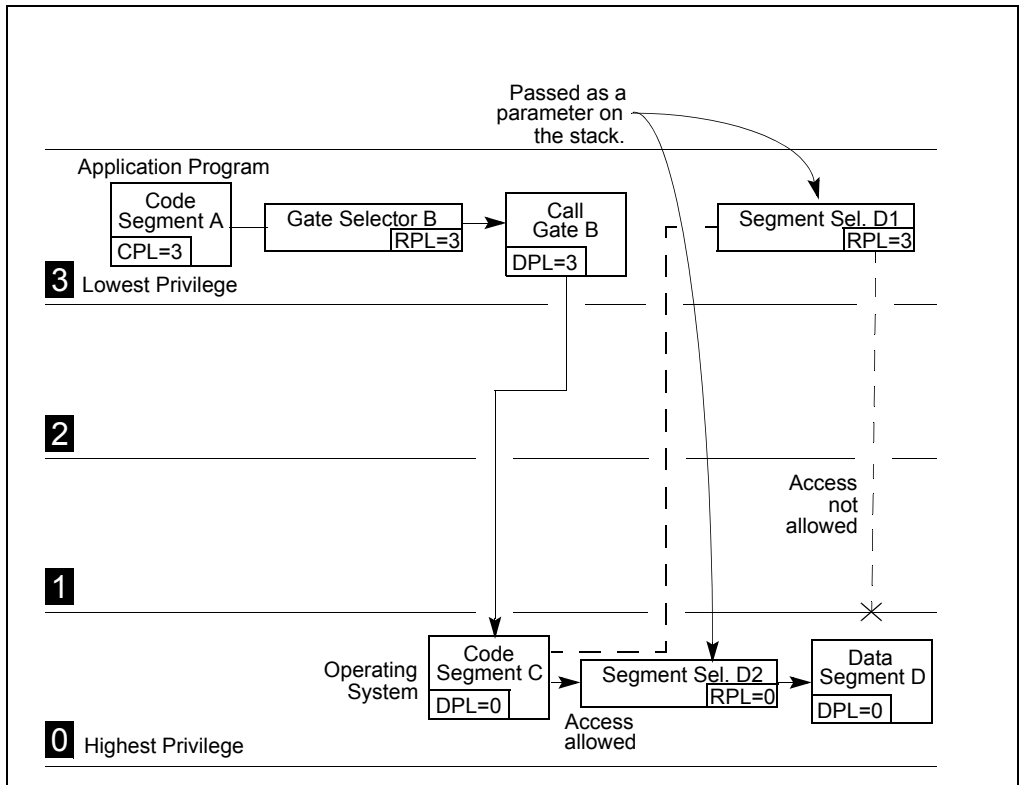 Passed as a
parameter on
the stack.
Application Program
Code
Segment A
CPL=3
Gate Selector B
RPL=3
Call
Gate B
DPL=3
Segment Sel. D1
RPL=3
3 Lowest Privilege
2
Access
not
allowed
1
Operating
System
Code
Segment C
DPL=0
Access
allowed
Segment Sel. D2
RPL=0
Data
Segment D
DPL=0
0 Highest Privilege